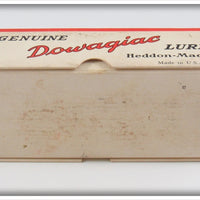 GENUINE
Dowagiac
LURE
Heddon-Mad
Made in U.S.